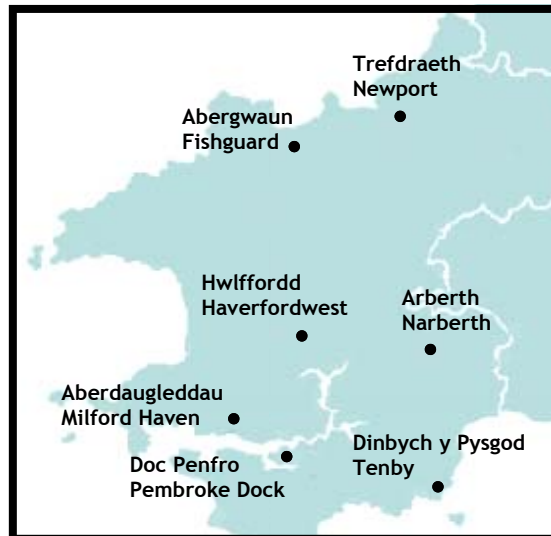 Trefdraeth
Newport
Abergwaun
Fishguard
Hwlffordd
Haverfordwest
Arberth
Narberth
Aberdaugleddau
Milford Haven
Doc Penfro
Pembroke Dock
Dinbych y Pysgod
Tenby